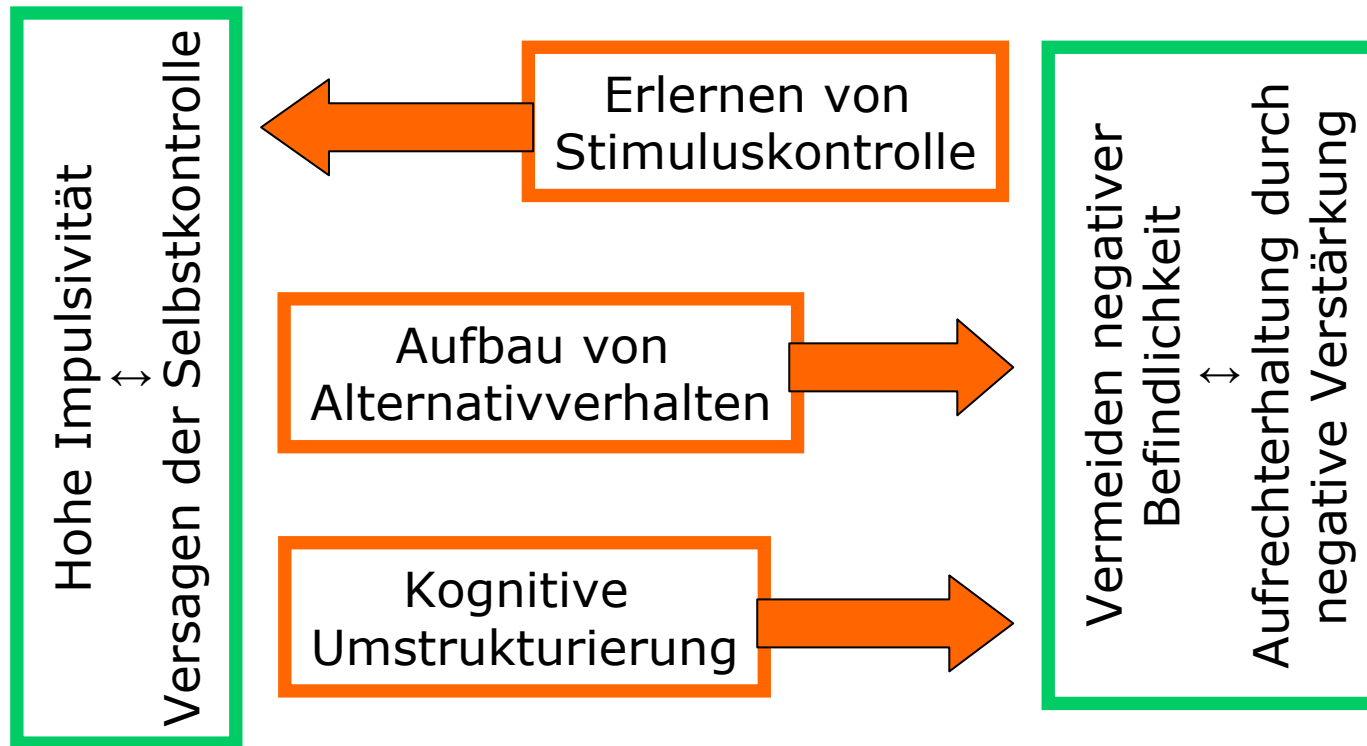 Hohe Impulsivität
↔
Versagen der Selbstkontrolle
Erlernen von
Stimuluskontrolle
Aufbau von
Alternativverhalten
Kognitive
Umstrukturierung
Vermeiden negativer
Befindlichkeit
↔
Aufrechterhaltung durch
negative Verstärkung